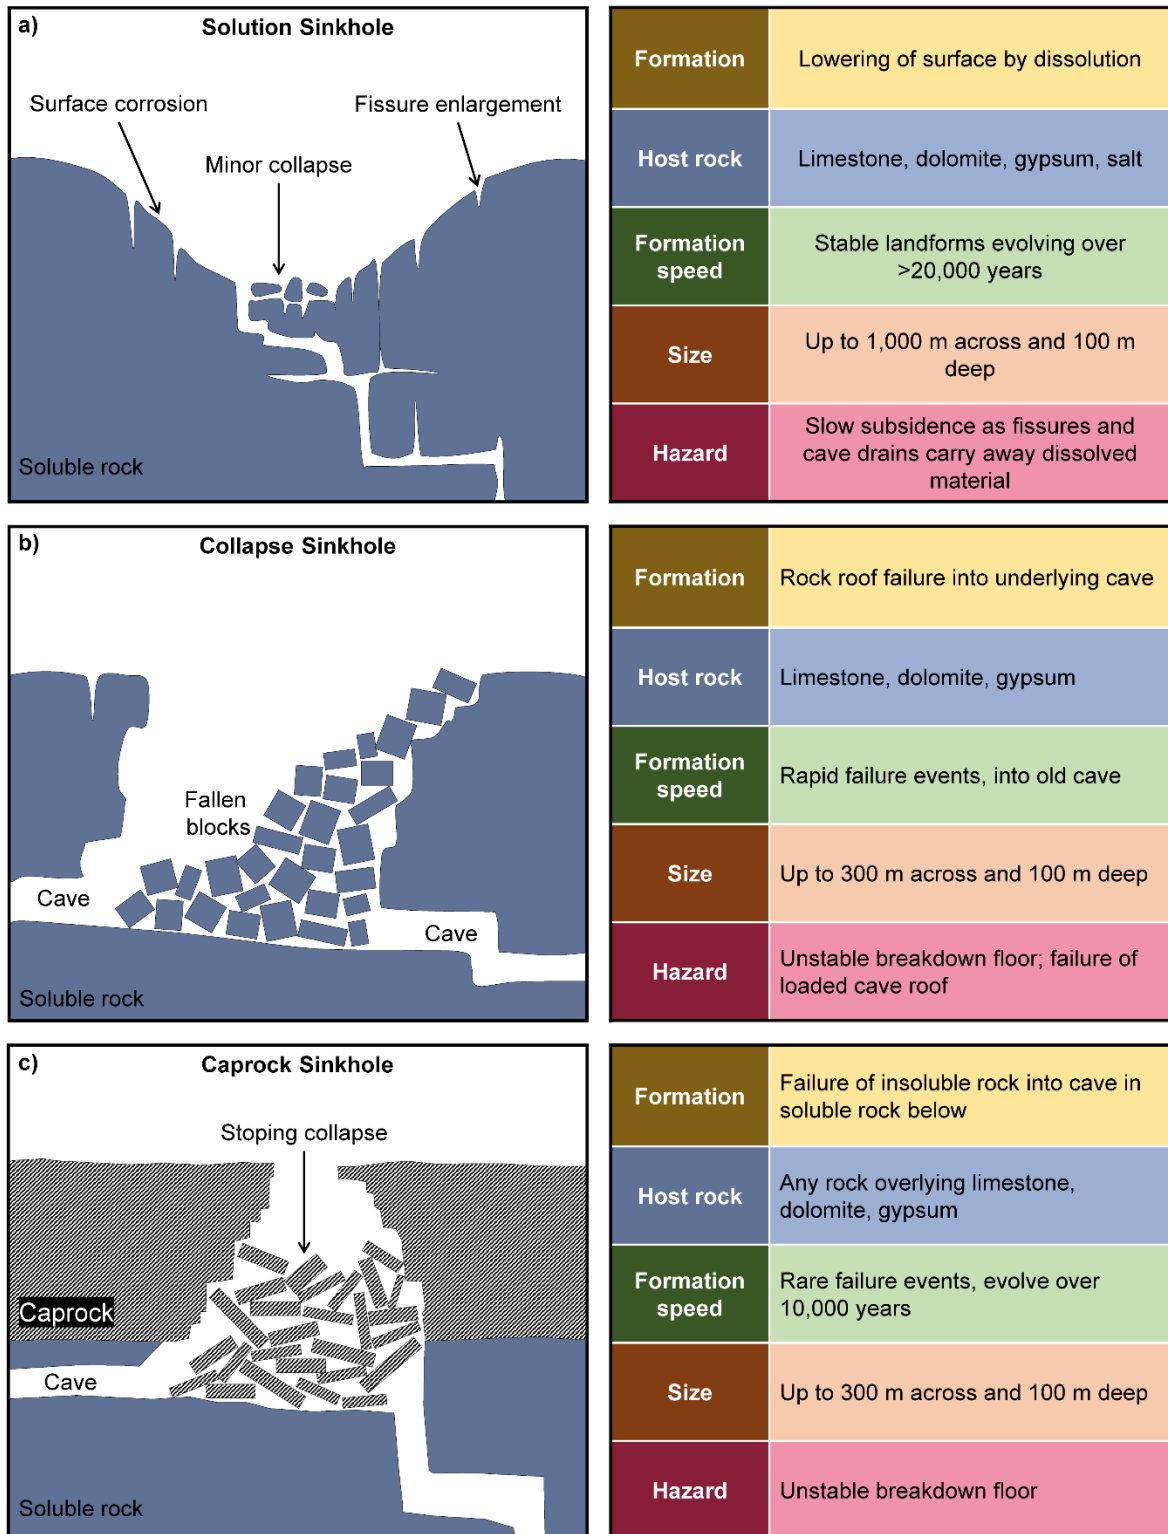 a)
Solution Sinkhole
Surface corrosion
Fissure enlargement
Minor collapse
Soluble rock
Formation
Lowering of surface by dissolution
Host rock
Limestone, dolomite, gypsum, salt
Formation
speed
Stable landforms evolving over
>20,000 years
Size
Up to 1,000 m across and 100 m
deep
Hazard
Slow subsidence as fissures and
cave drains carry away dissolved
material
b)
Collapse Sinkhole
Fallen
blocks
Cave
Cave
Soluble rock
Formation
Rock roof failure into underlying cave
Host rock
Limestone, dolomite, gypsum
Formation
speed
Rapid failure events, into old cave
Size
Up to 300 m across and 100 m deep
Hazard
Unstable breakdown floor; failure of
loaded cave roof
c)
Caprock Sinkhole
Stoping collapse
Caprock
Cave
Soluble rock
Formation
Failure of insoluble rock into cave in
soluble rock below
Host rock
Any rock overlying limestone,
dolomite, gypsum
Formation
speed
Rare failure events, evolve over
10,000 years
Size
Up to 300 m across and 100 m deep
Hazard
Unstable breakdown floor